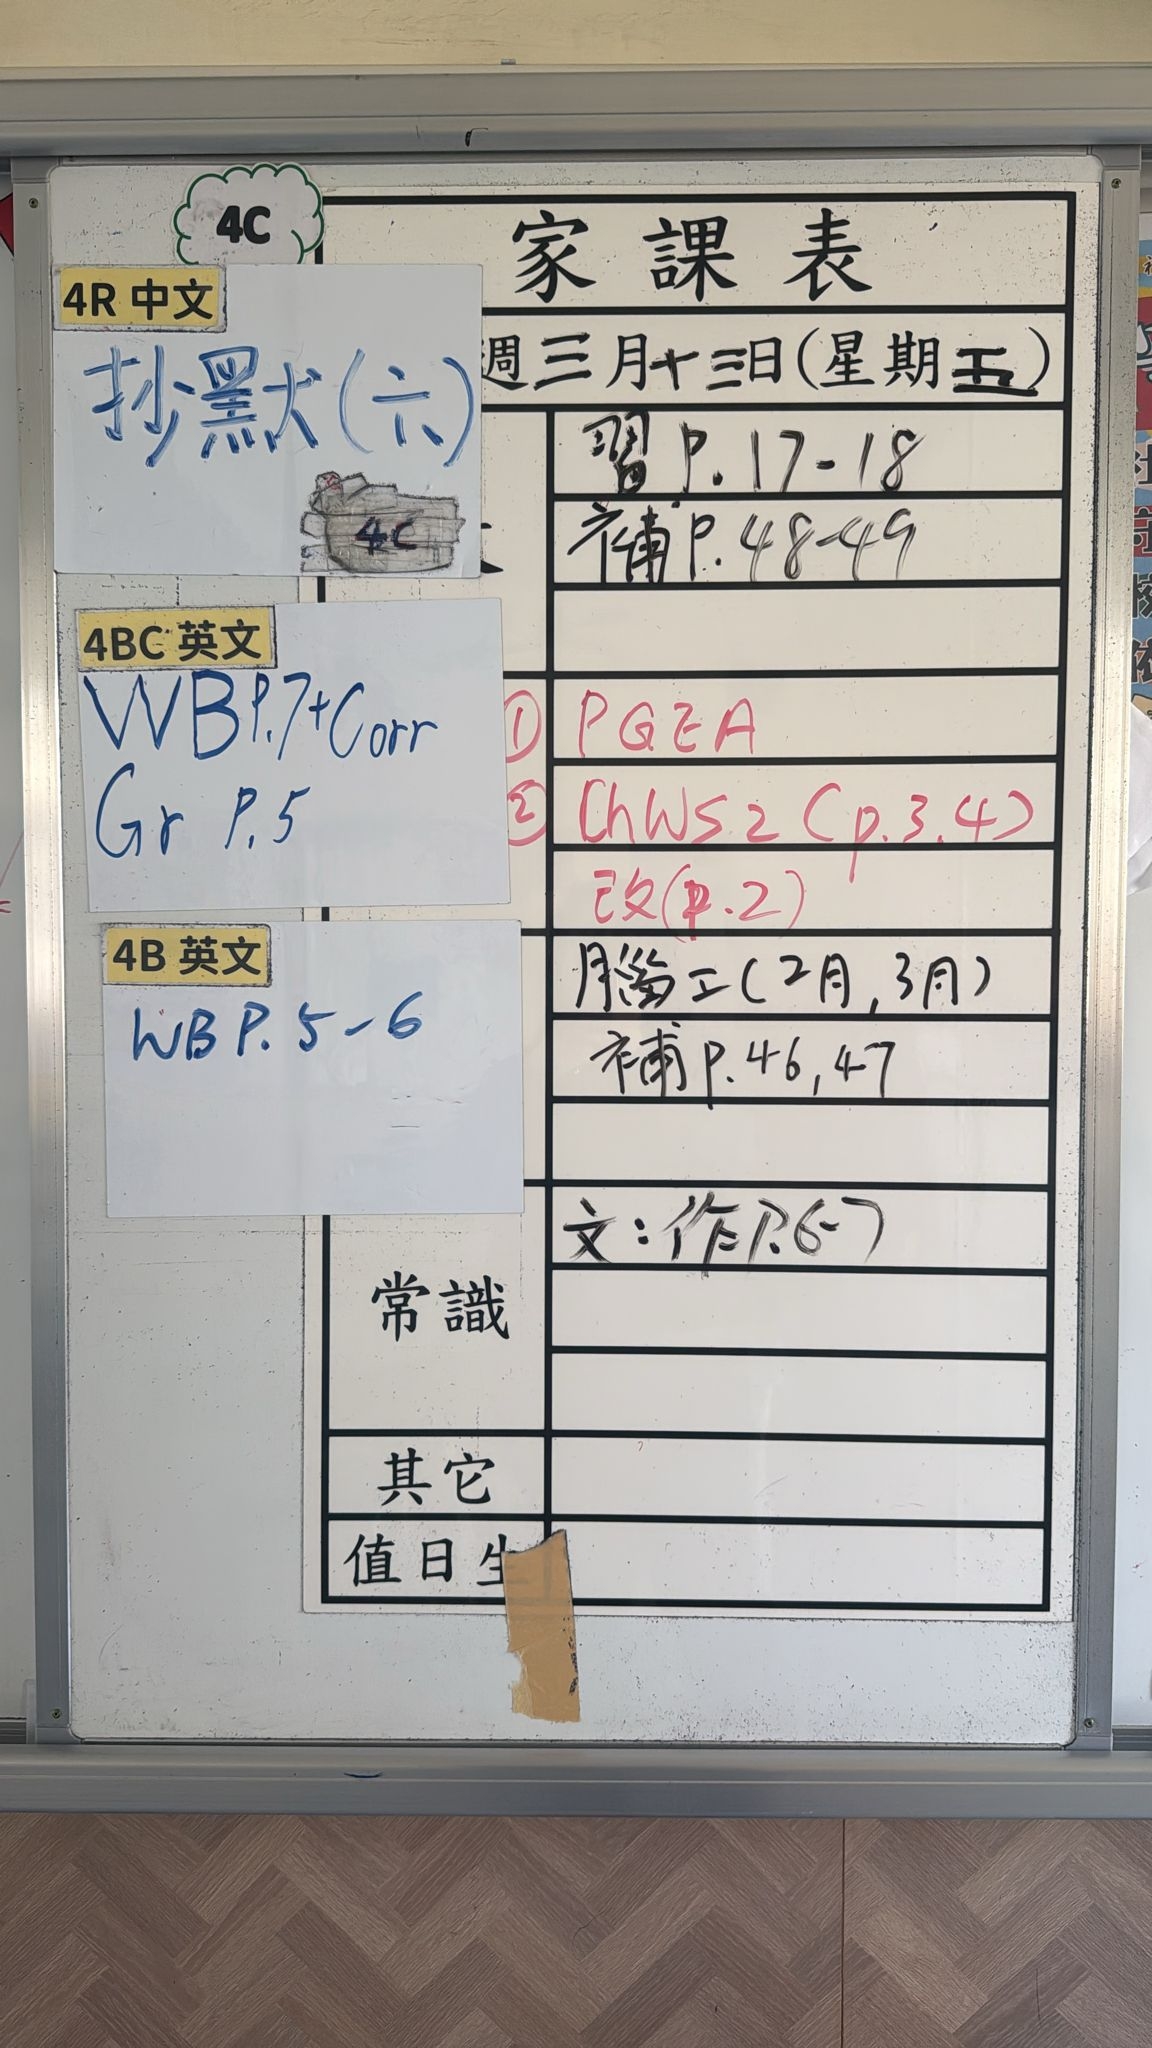 4C
家課表
週三月十三日(星期五)
4R 中文
抄默(六)
4C
習 P.17-18
補 P.48-49
4BC 英文
WB P.7+Corr
Gr P.5
① PGEA
② ChWS 2 (p.3.4)
改(p.2)
4B 英文
WB P.5-6
腦工(2月,3月)
補 P.46,47
常識
文:作P.6-7
其它
值日生